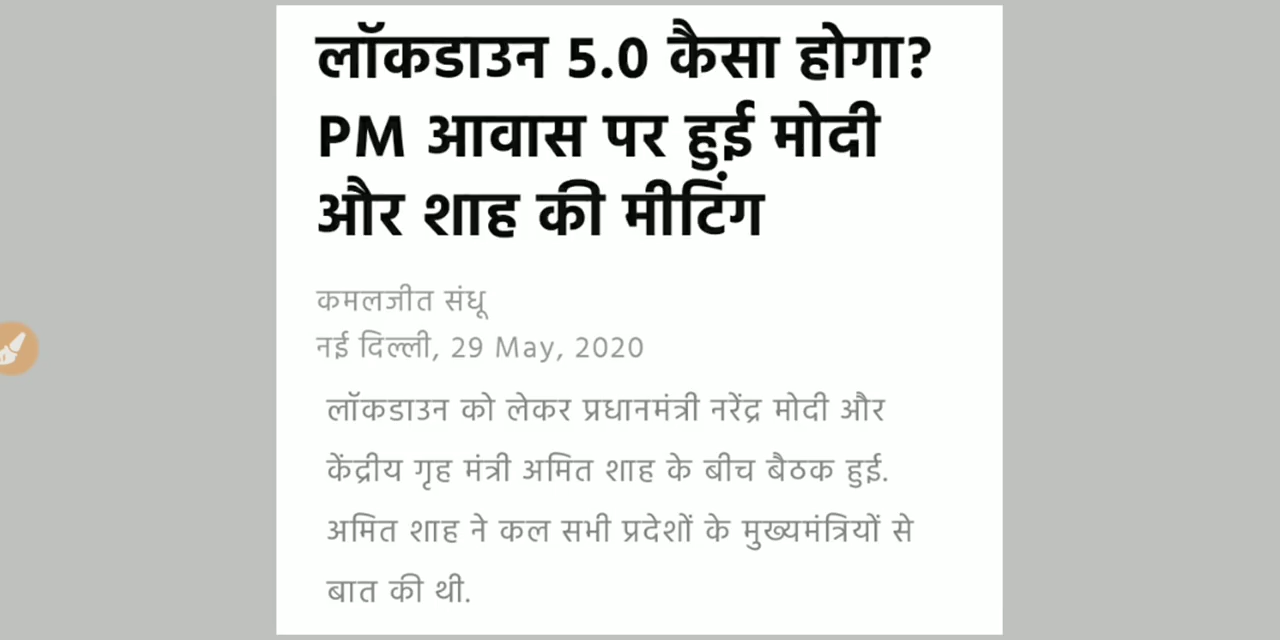 लॉकडाउन 5.0 कैसा होगा?
PM आवास पर हुई मोदी
और शाह की मीटिंग
कमलजीत संधू
नई दिल्ली, 29 May, 2020
लॉकडाउन को लेकर प्रधानमंत्री नरेंद्र मोदी और
केंद्रीय गृह मंत्री अमित शाह के बीच बैठक हुई.
अमित शाह ने कल सभी प्रदेशों के मुख्यमंत्रियों से
बात की थी.